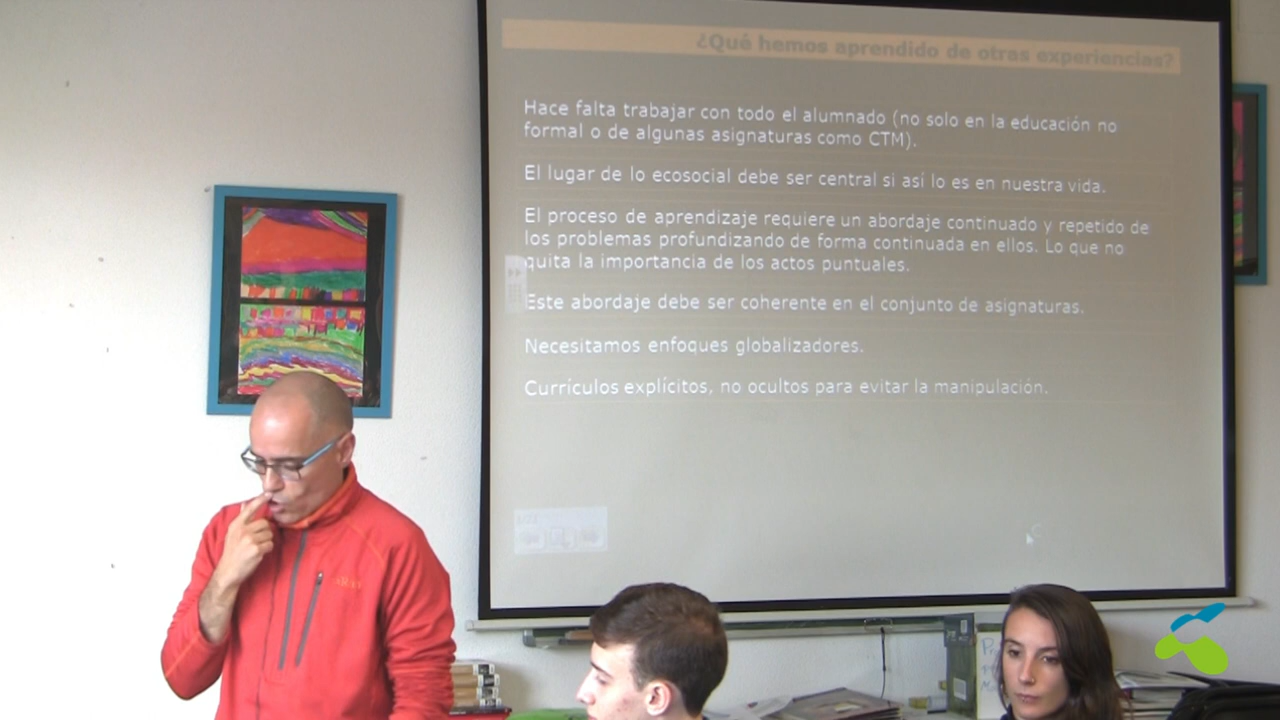 ¿Qué hemos aprendido de otras experiencias?
Hace falta trabajar con todo el alumnado (no solo en la educación no
formal o de algunas asignaturas como CTM).
El lugar de lo ecosocial debe ser central si así lo es en nuestra vida.
El proceso de aprendizaje requiere un abordaje continuado y repetido de
los problemas profundizando de forma continuada en ellos. Lo que no
quita la importancia de los actos puntuales.
Este abordaje debe ser coherente en el conjunto de asignaturas.
Necesitamos enfoques globalizadores.
Currículos explícitos, no ocultos para evitar la manipulación.